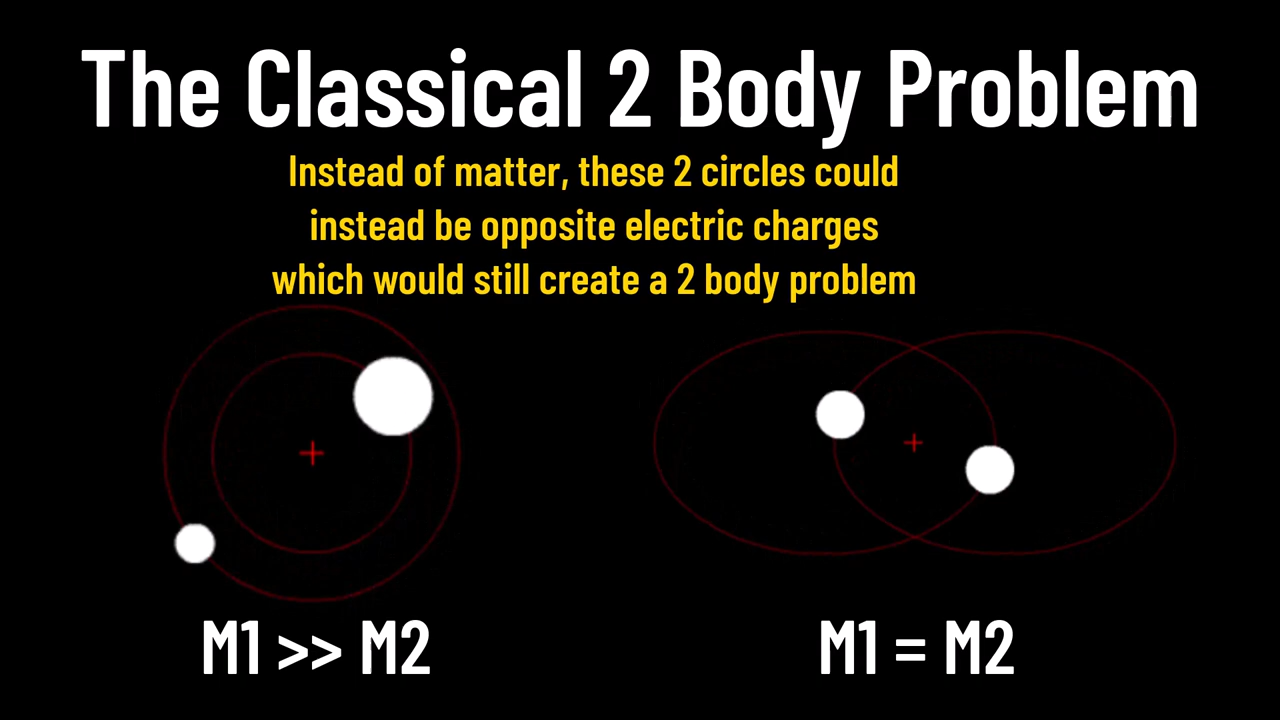 The Classical 2 Body Problem
Instead of matter, these 2 circles could
instead be opposite electric charges
which would still create a 2 body problem
M1 >> M2
M1 = M2